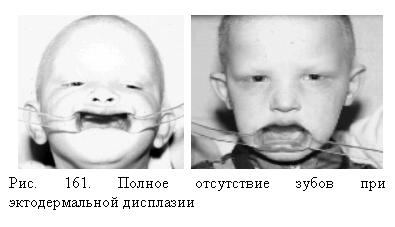 Рис. 161. Полное отсутствие зубов при
эктодермальной дисплазии